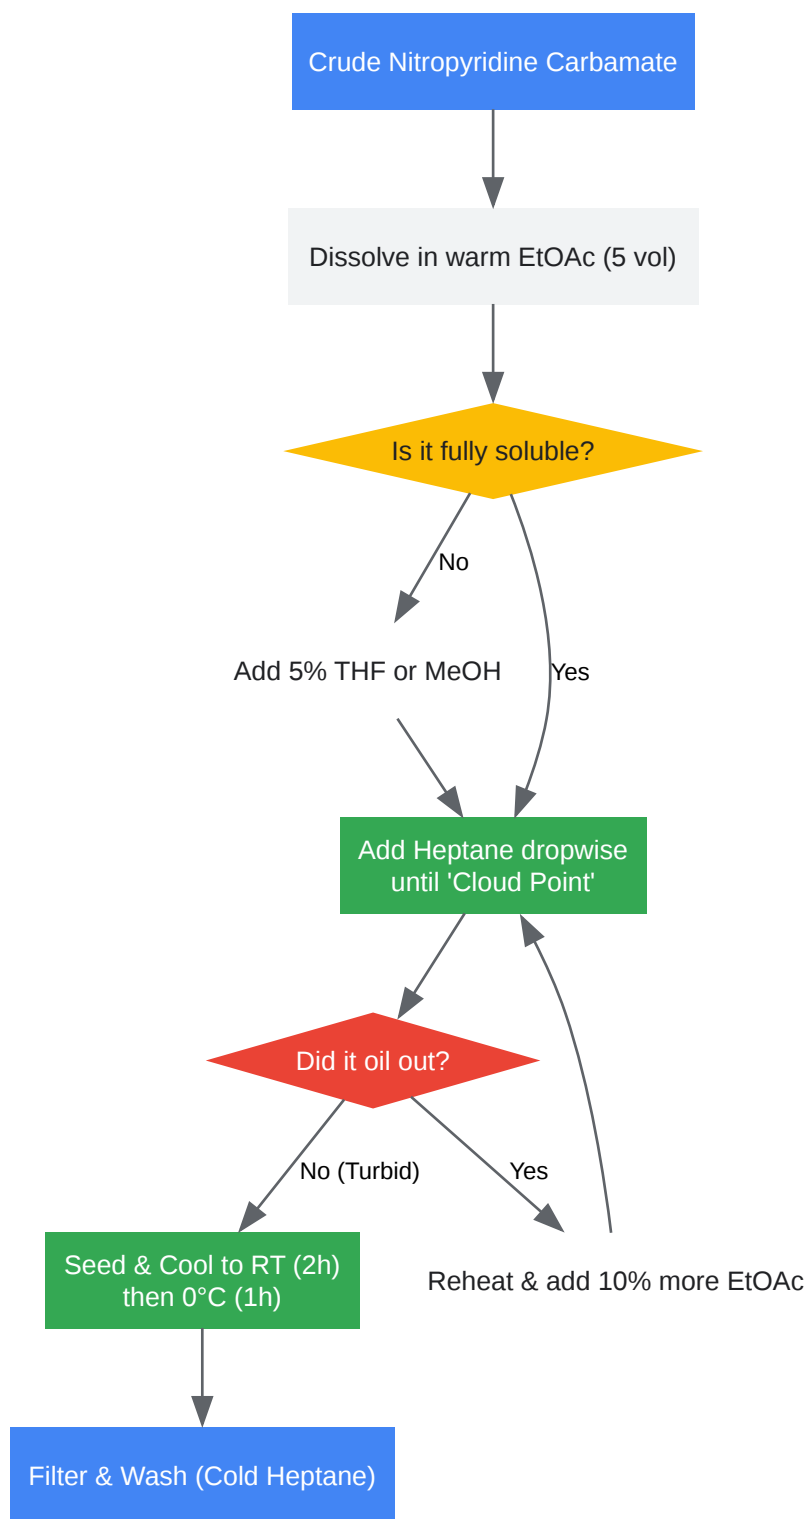 Crude Nitropyridine Carbamate
Dissolve in warm EtOAc (5 vol)
Is it fully soluble?
No
Add 5% THF or MeOH
Yes
Add Heptane dropwise
until 'Cloud Point'
Did it oil out?
No (Turbid)
Yes
Seed & Cool to RT (2h)
then 0°C (1h)
Reheat & add 10% more EtOAc
Filter & Wash (Cold Heptane)